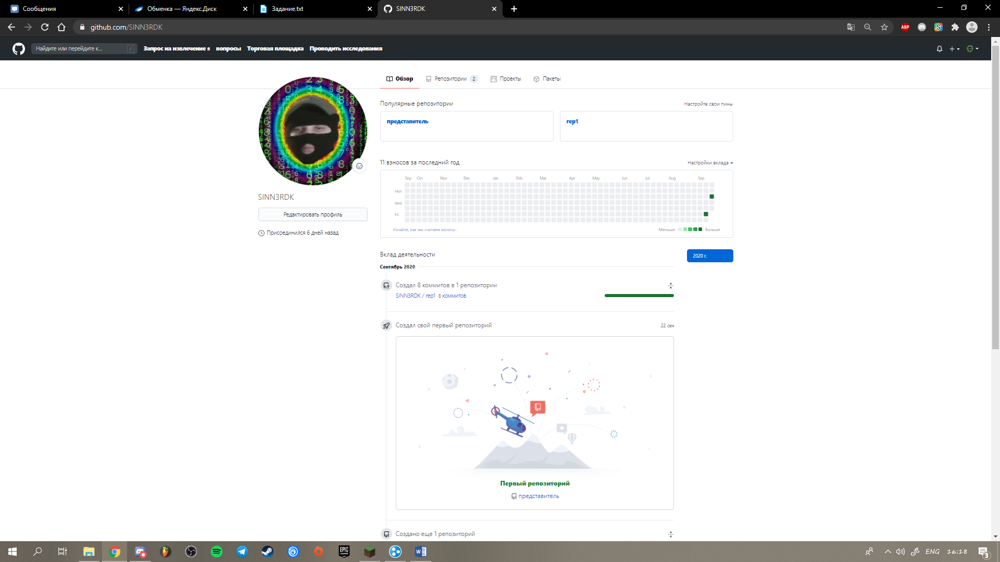 Сообщения
Обменка — Яндекс.Диск
Задание.txt
SINN3RDK
github.com/SINN3RDK
ABP
Найдите или перейдите к...
/
Запрос на извлечение s вопросы Торговая площадка Проводить исследования
Обзор
Репозитории 2
Проекты
Пакеты
Популярные репозитории
Настройте свои пины
представитель
rep1
11 взносов за последний год
Настройки вклада
Sep Oct Nov Dec Jan Feb Mar Apr May Jun Jul Aug Sep
Mon
Wed
Fri
Узнайте, как мы считаем взносы .
Меньше
Больше
SINN3RDK
Редактировать профиль
Присоединился 6 дней назад
Вклад деятельности
2020 г.
Сентябрь 2020
Создал 8 коммитов в 1 репозитории
SINN3RDK / rep1 8 коммитов
Создал свой первый репозиторий
22 сен
Первый репозиторий
представитель
Создано еще 1 репозиторий
EPIC GAMES
ENG
16:18
3